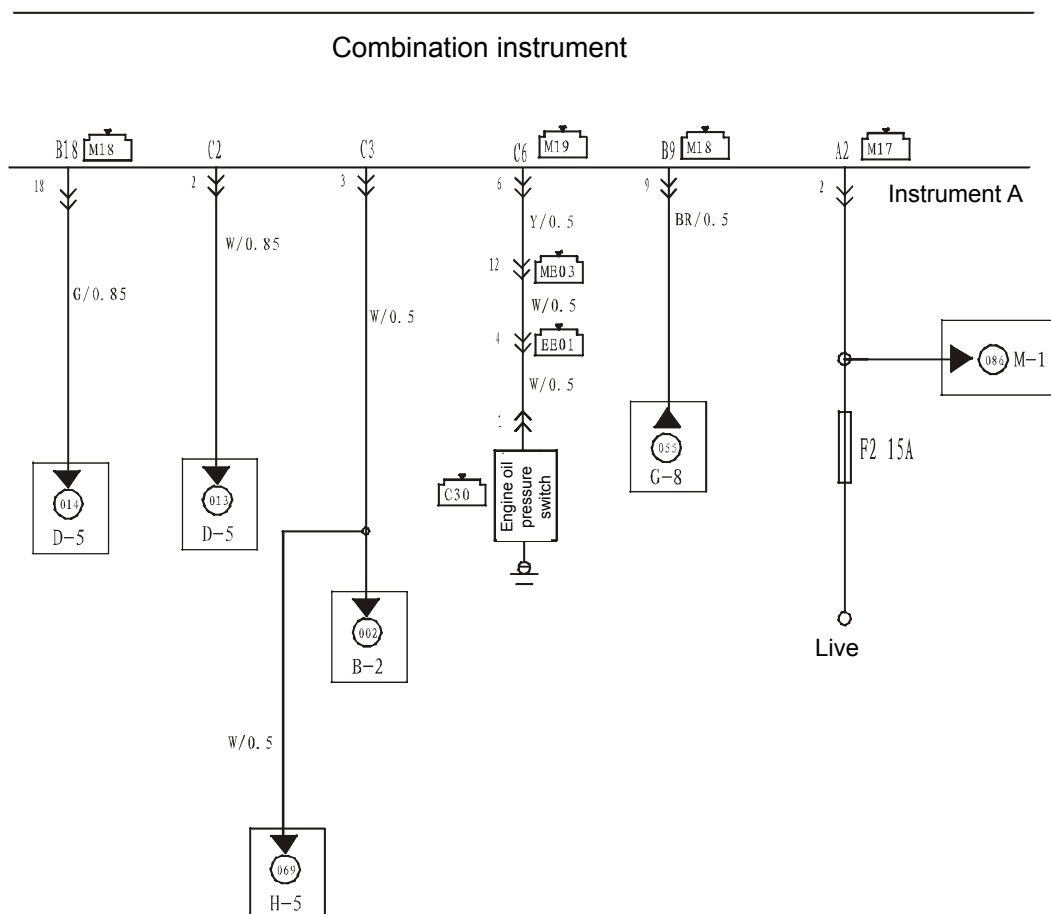 Combination instrument
B18 M18 C2 C3 C6 M19 B9 M18 A2 M17
18 2 3 6 9 2
Instrument A
Y/0.5 BR/0.5
W/0.85
12 ME03
G/0.85
W/0.5 W/0.5
4 EE01
086 M-1
W/0.5
1
F2 15A
C30
Engine oil
pressure
switch
055
G-8
014
D-5
013
D-5
002
B-2
Live
W/0.5
069
H-5